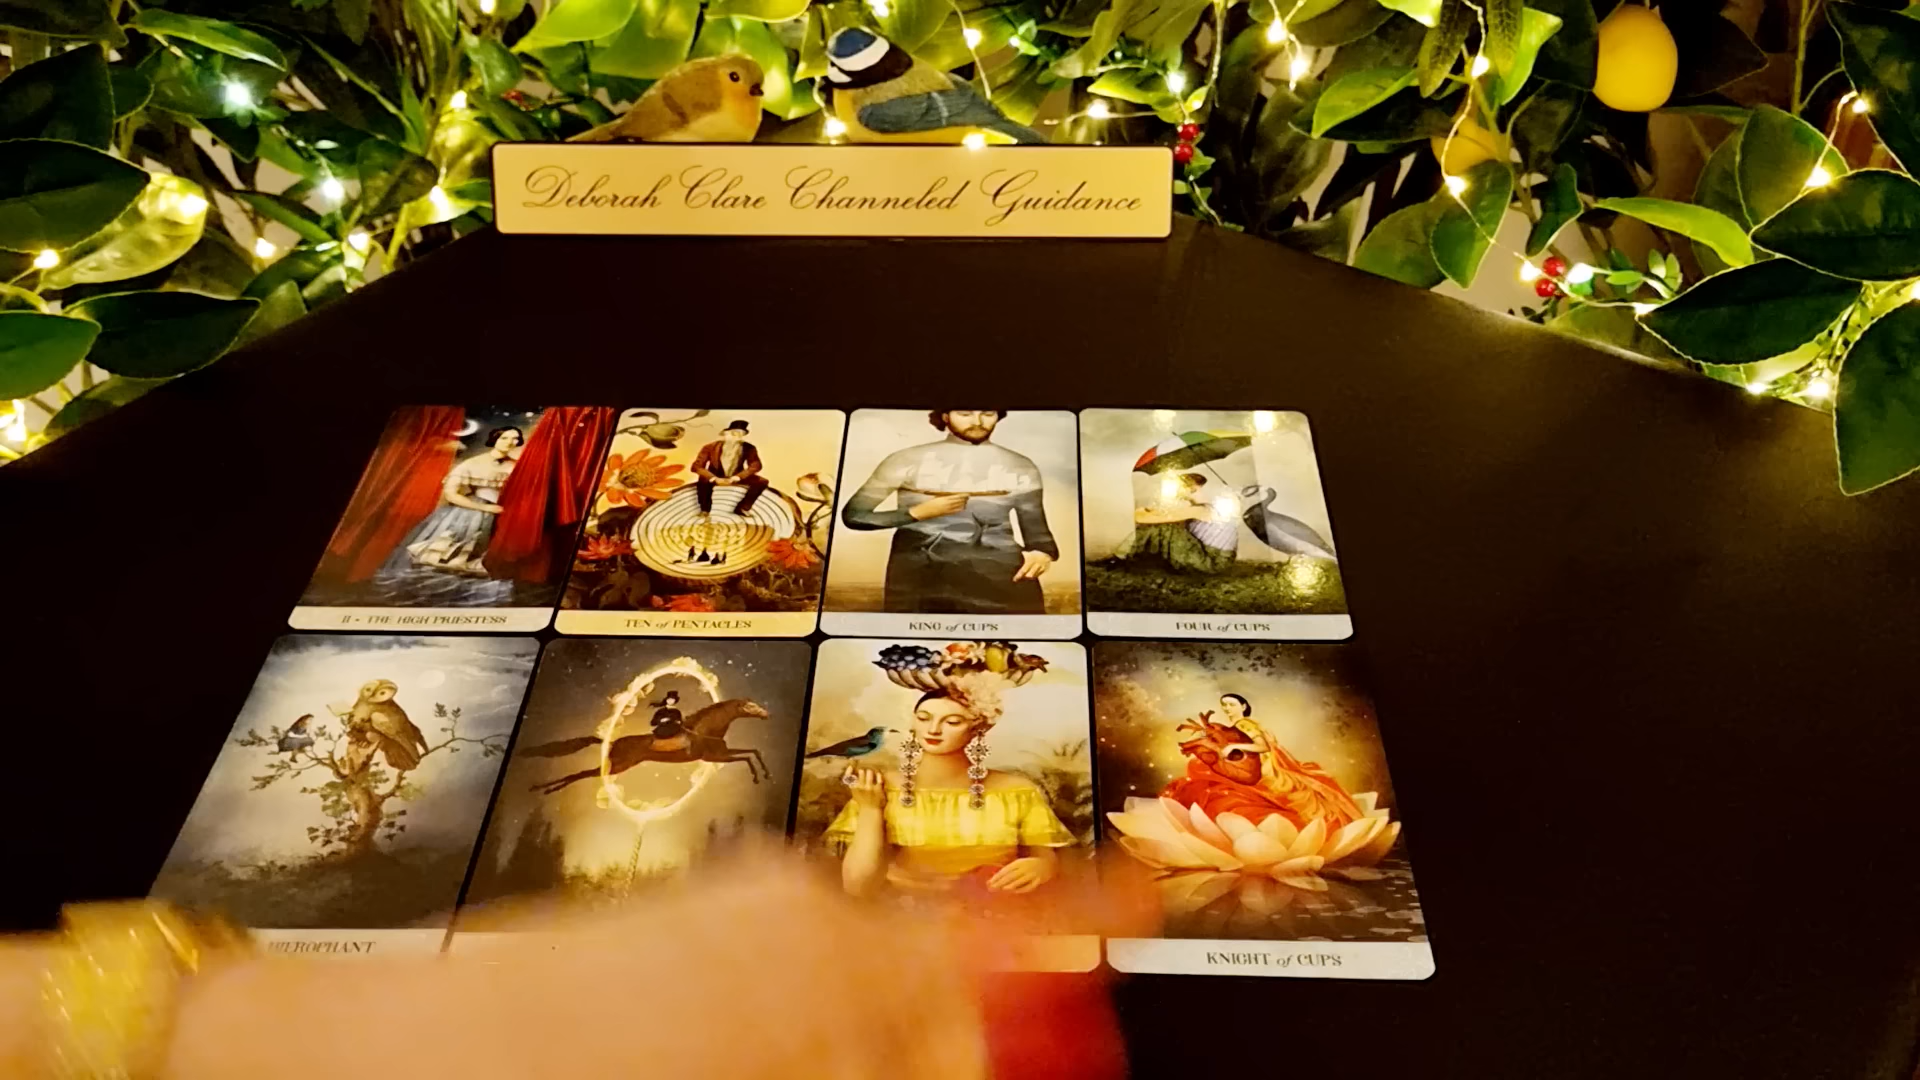 Deborah Clare Channeled Guidance
II • THE HIGH PRIESTESS
TEN of PENTACLES
KING of CUPS
FOUR of CUPS
HIEROPHANT
KNIGHT of CUPS